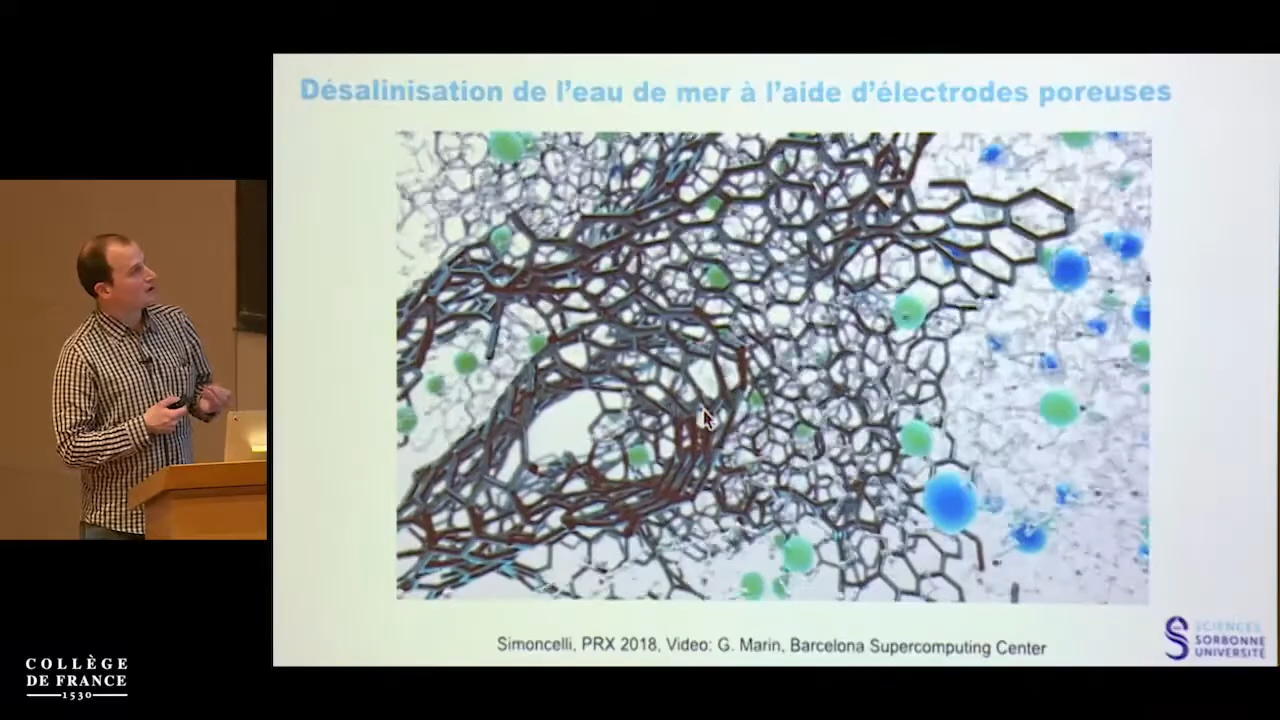 Désalinisation de l'eau de mer à l'aide d'électrodes poreuses
Simoncelli, PRX 2018, Video: G. Marin, Barcelona Supercomputing Center
SCIENCES
SORBONNE
UNIVERSITÉ
COLLÈGE
DE FRANCE
1530